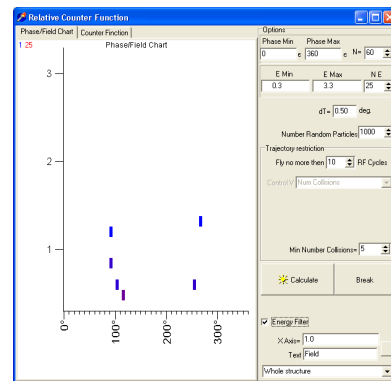 Relative Counter Function
Phase/Field Chart Counter Finction
1 25 Phase/Field Chart
3
2
1
0° 100° 200° 300°
Options
Phase Min Phase Max
0 ° 360 ° N= 60
E Min E Max N E
0.3 3.3 25
dT= 0.50 deg.
Number Random Particles 1000
Trajectory restriction
Fly no more then 10 RF Cycles
Control V Num Collisions
Min Number Collisions= 5
Calculate Break
Energy Filter
X Axis= 1.0
Text Field
Whole structure